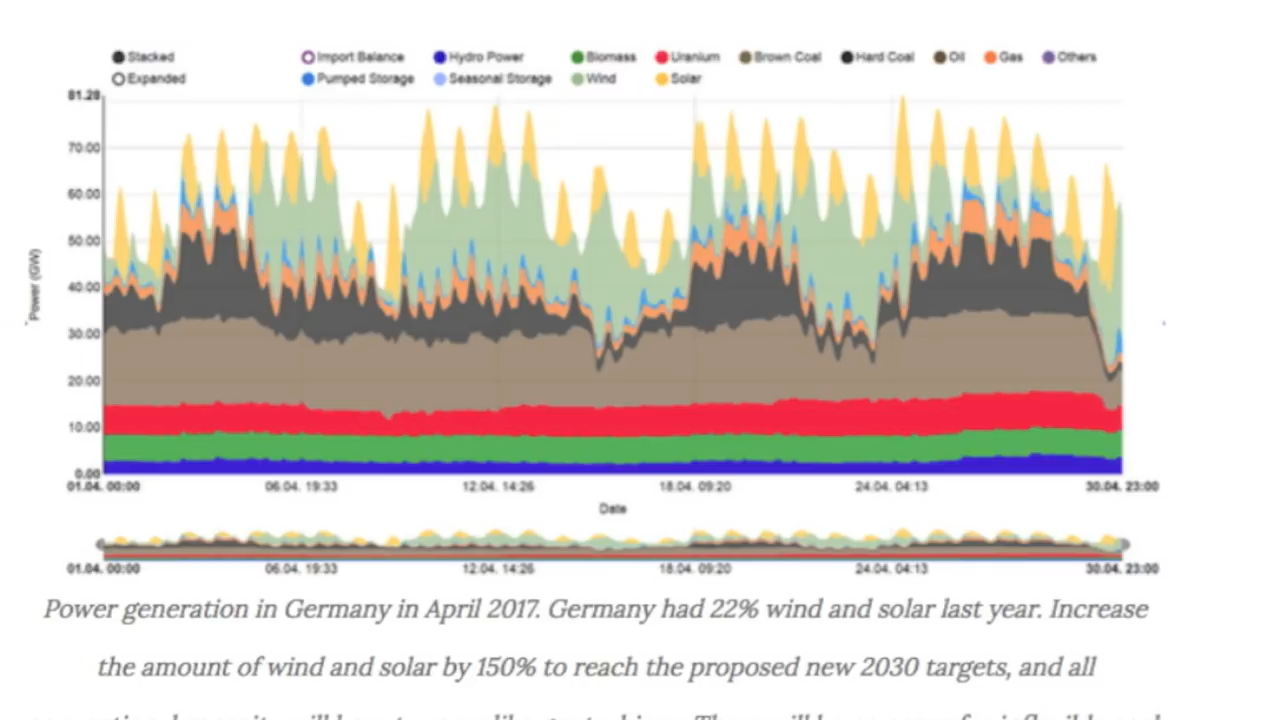 Stacked Import Balance Hydro Power Biomass Uranium Brown Coal Hard Coal Oil Gas Others
Expanded Pumped Storage Seasonal Storage Wind Solar
81.28
70.00
60.00
50.00
40.00
30.00
20.00
10.00
0.00
Power (GW)
01.04. 00:00 06.04. 19:33 12.04. 14:26 18.04. 09:20 24.04. 04:13 30.04. 23:00
Date
01.04. 00:00 06.04. 19:33 12.04. 14:26 18.04. 09:20 24.04. 04:13 30.04. 23:00
Power generation in Germany in April 2017. Germany had 22% wind and solar last year. Increase
the amount of wind and solar by 150% to reach the proposed new 2030 targets, and all